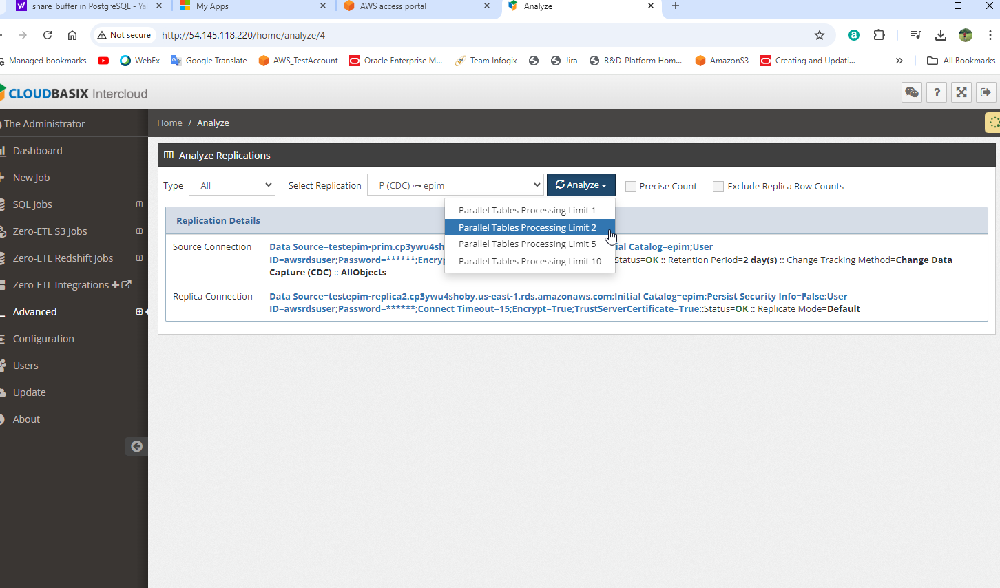 share_buffer in PostgreSQL - Ya
My Apps
AWS access portal
Analyze
Not secure
http://54.145.118.220/home/analyze/4
Managed bookmarks
WebEx
Google Translate
AWS_TestAccount
Oracle Enterprise M...
Team Infogix
Jira
R&D-Platform Hom...
AmazonS3
Creating and Updati...
All Bookmarks
CLOUDBASIX Intercloud
The Administrator
Home / Analyze
Dashboard
New Job
SQL Jobs
Zero-ETL S3 Jobs
Zero-ETL Redshift Jobs
Zero-ETL Integrations
Advanced
Configuration
Users
Update
About
Analyze Replications
Type
All
Select Replication
P (CDC) ⊶ epim
Analyze
Precise Count
Exclude Replica Row Counts
Parallel Tables Processing Limit 1
Parallel Tables Processing Limit 2
Parallel Tables Processing Limit 5
Parallel Tables Processing Limit 10
Replication Details
Source Connection
Data Source=testepim-prim.cp3ywu4sh ial Catalog=epim;User
ID=awsrdsuser;Password=******;Encryp Status=OK :: Retention Period=2 day(s) :: Change Tracking Method=Change Data
Capture (CDC) :: AllObjects
Replica Connection
Data Source=testepim-replica2.cp3ywu4shoby.us-east-1.rds.amazonaws.com;Initial Catalog=epim;Persist Security Info=False;User
ID=awsrdsuser;Password=******;Connect Timeout=15;Encrypt=True;TrustServerCertificate=True::Status=OK :: Replicate Mode=Default